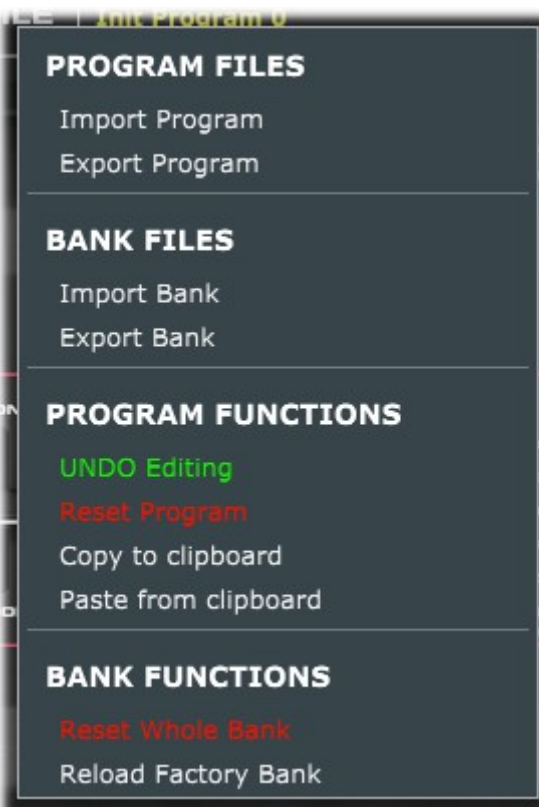 Init Program 0
PROGRAM FILES
Import Program
Export Program
BANK FILES
Import Bank
Export Bank
PROGRAM FUNCTIONS
UNDO Editing
Reset Program
Copy to clipboard
Paste from clipboard
BANK FUNCTIONS
Reset Whole Bank
Reload Factory Bank